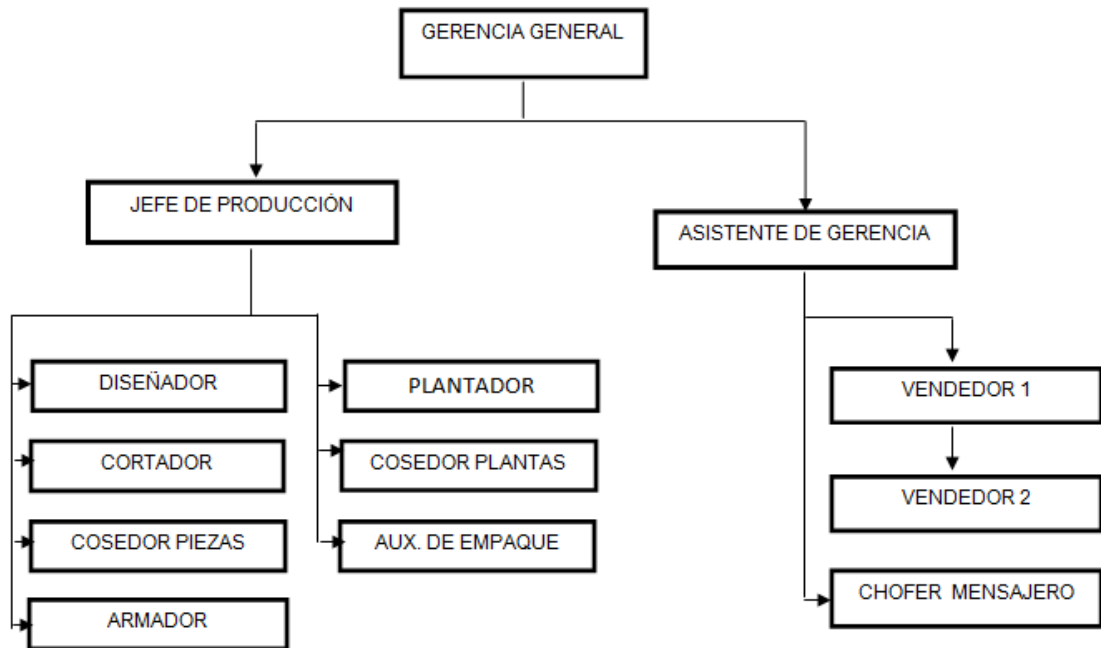 GERENCIA GENERAL
JEFE DE PRODUCCIÓN
ASISTENTE DE GERENCIA
DISEÑADOR
PLANTADOR
VENDEDOR 1
CORTADOR
COSEDOR PLANTAS
VENDEDOR 2
COSEDOR PIEZAS
AUX. DE EMPAQUE
CHOFER MENSAJERO
ARMADOR